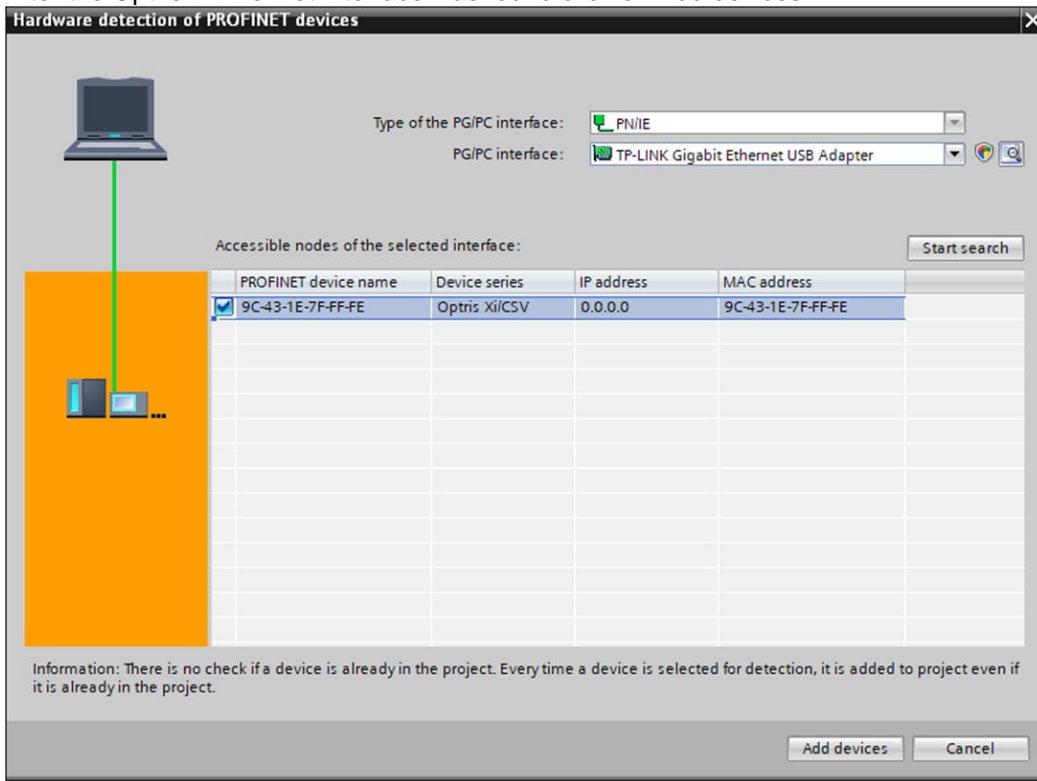 Hardware detection of PROFINET devices
Type of the PG/PC interface: PN/IE
PG/PC interface: TP-LINK Gigabit Ethernet USB Adapter
Accessible nodes of the selected interface:
Start search
PROFINET device name Device series IP address MAC address
9C-43-1E-7F-FF-FE Optris Xi/CSV 0.0.0.0 9C-43-1E-7F-FF-FE
Information: There is no check if a device is already in the project. Every time a device is selected for detection, it is added to project even if
it is already in the project.
Add devices Cancel